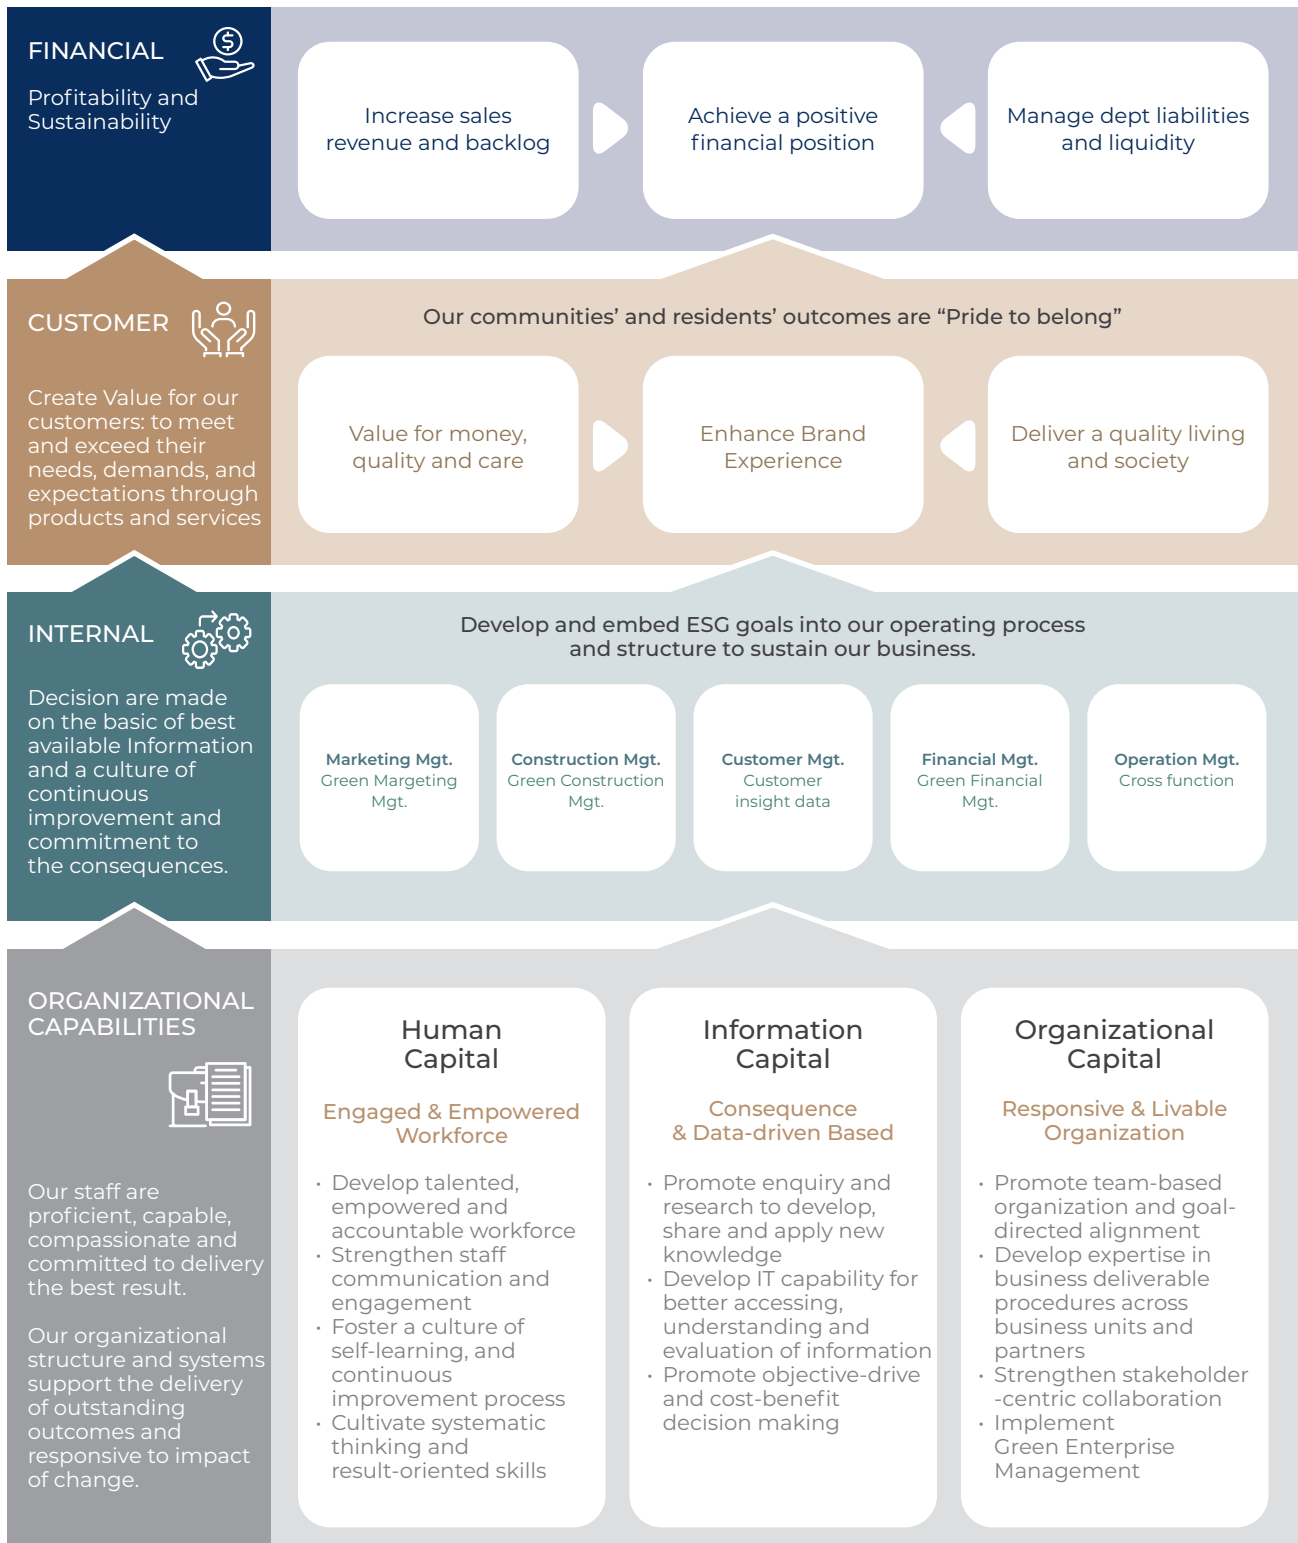 FINANCIAL
Profitability and
Sustainability
Increase sales
revenue and backlog
Achieve a positive
financial position
Manage dept liabilities
and liquidity
CUSTOMER
Create Value for our
customers: to meet
and exceed their
needs, demands, and
expectations through
products and services
Our communities’ and residents’ outcomes are “Pride to belong”
Value for money,
quality and care
Enhance Brand
Experience
Deliver a quality living
and society
INTERNAL
Decision are made
on the basic of best
available Information
and a culture of
continuous
improvement and
commitment to
the consequences.
Develop and embed ESG goals into our operating process
and structure to sustain our business.
Marketing Mgt.
Green Margeting
Mgt.
Construction Mgt.
Green Construction
Mgt.
Customer Mgt.
Customer
insight data
Financial Mgt.
Green Financial
Mgt.
Operation Mgt.
Cross function
ORGANIZATIONAL
CAPABILITIES
Our staff are
proficient, capable,
compassionate and
committed to delivery
the best result.
Our organizational
structure and systems
support the delivery
of outstanding
outcomes and
responsive to impact
of change.
Human
Capital
Engaged & Empowered
Workforce
• Develop talented,
empowered and
accountable workforce
• Strengthen staff
communication and
engagement
• Foster a culture of
self-learning, and
continuous
improvement process
• Cultivate systematic
thinking and
result-oriented skills
Information
Capital
Consequence
& Data-driven Based
• Promote enquiry and
research to develop,
share and apply new
knowledge
• Develop IT capability for
better accessing,
understanding and
evaluation of information
• Promote objective-drive
and cost-benefit
decision making
Organizational
Capital
Responsive & Livable
Organization
• Promote team-based
organization and goal-
directed alignment
• Develop expertise in
business deliverable
procedures across
business units and
partners
• Strengthen stakeholder
-centric collaboration
• Implement
Green Enterprise
Management